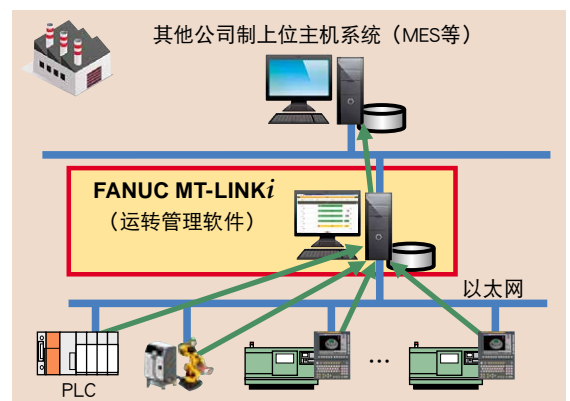 其他公司制上位主机系统（MES等）
FANUC MT-LINKi
（运转管理软件）
以太网
...
PLC